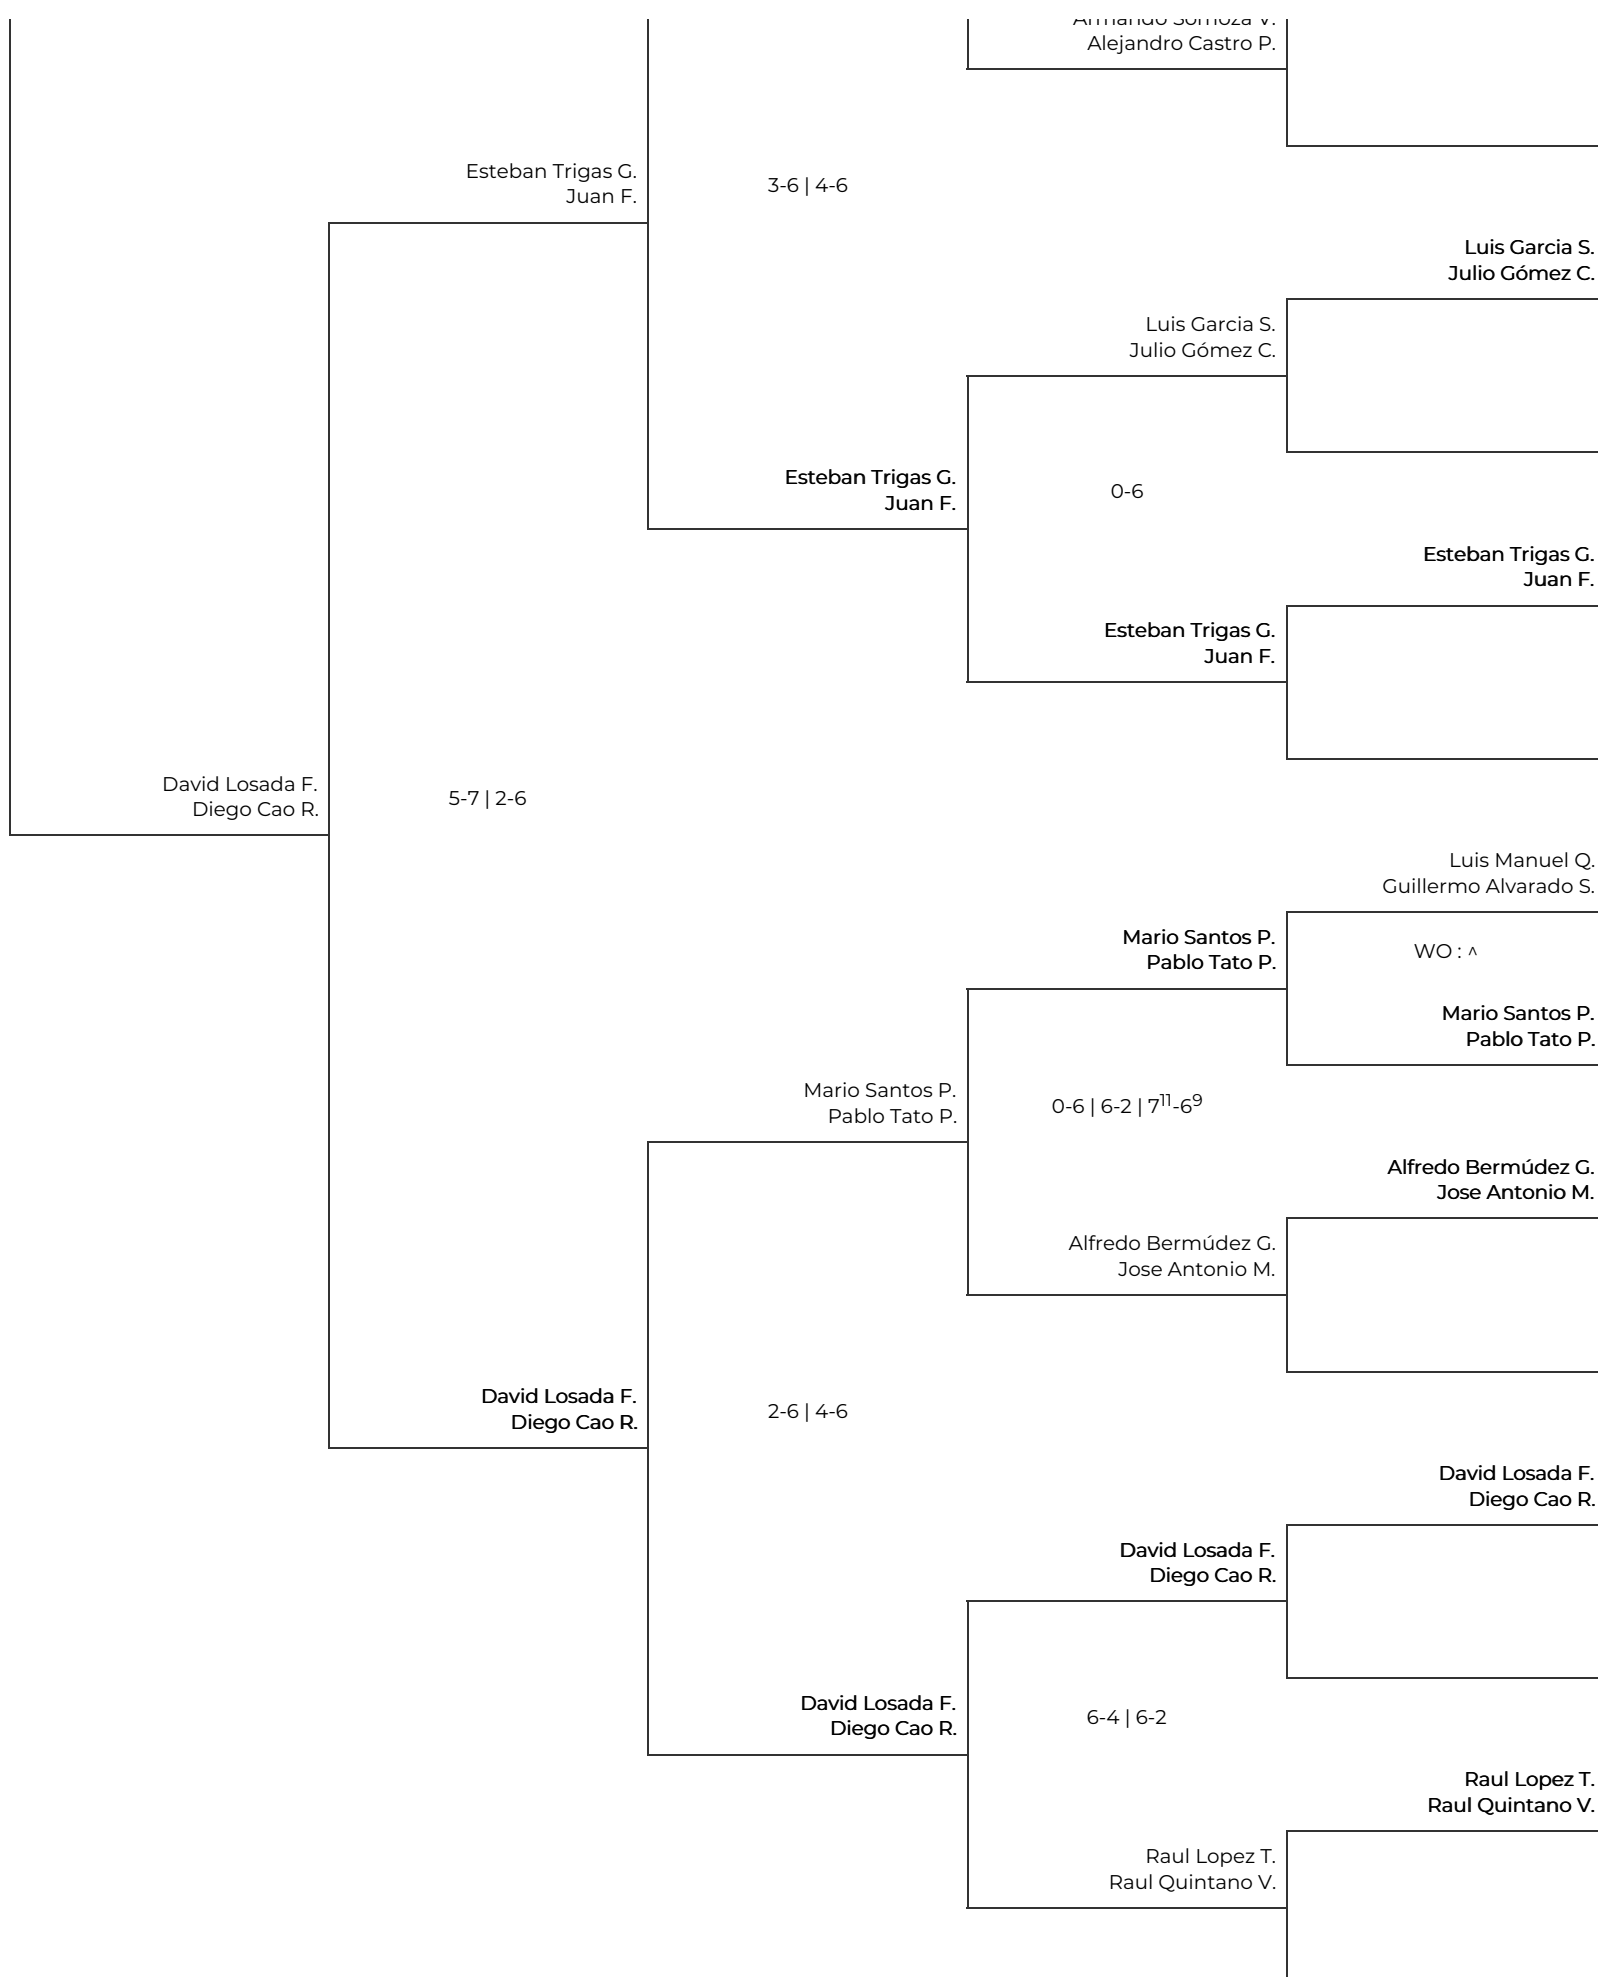 Armando Somoza V.
Alejandro Castro P.
Esteban Trigas G.
Juan F.
3-6 | 4-6
Luis Garcia S.
Julio Gómez C.
Luis Garcia S.
Julio Gómez C.
Esteban Trigas G.
Juan F.
0-6
Esteban Trigas G.
Juan F.
Esteban Trigas G.
Juan F.
David Losada F.
Diego Cao R.
5-7 | 2-6
Luis Manuel Q.
Guillermo Alvarado S.
Mario Santos P.
Pablo Tato P.
WO : ^
Mario Santos P.
Pablo Tato P.
Mario Santos P.
Pablo Tato P.
0-6 | 6-2 | 7¹¹-6⁹
Alfredo Bermúdez G.
Jose Antonio M.
Alfredo Bermúdez G.
Jose Antonio M.
David Losada F.
Diego Cao R.
2-6 | 4-6
David Losada F.
Diego Cao R.
David Losada F.
Diego Cao R.
David Losada F.
Diego Cao R.
6-4 | 6-2
Raul Lopez T.
Raul Quintano V.
Raul Lopez T.
Raul Quintano V.